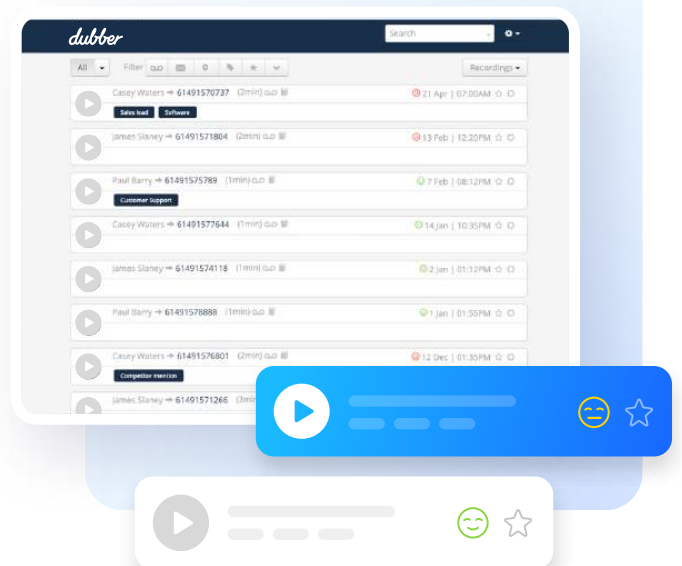 dubber
Search
All Filter Recordings
Casey Waters → 61491570737 (2min) 21 Apr | 07:00AM
Sales lead Software
James Slaney → 61491571804 (2min) 13 Feb | 12:20PM
Paul Barry → 61491575789 (1min) 7 Feb | 08:12PM
Customer Support
Casey Waters → 61491577644 (1min) 14 Jan | 10:35PM
James Slaney → 61491574118 (1min) 2 Jan | 01:12PM
Paul Barry → 61491578888 (1min) 1 Jan | 01:55PM
Casey Waters → 61491576801 (2min) 12 Dec | 01:35PM
Competitor mention
James Slaney → 61491571266